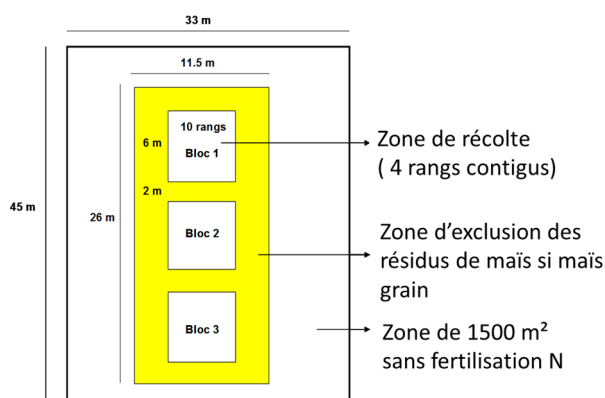 33 m
11.5 m
10 rangs
6 m
Bloc 1
Zone de récolte
( 4 rangs contigus)
2 m
45 m
26 m
Bloc 2
Zone d’exclusion des
résidus de maïs si maïs
grain
Bloc 3
Zone de 1500 m²
sans fertilisation N